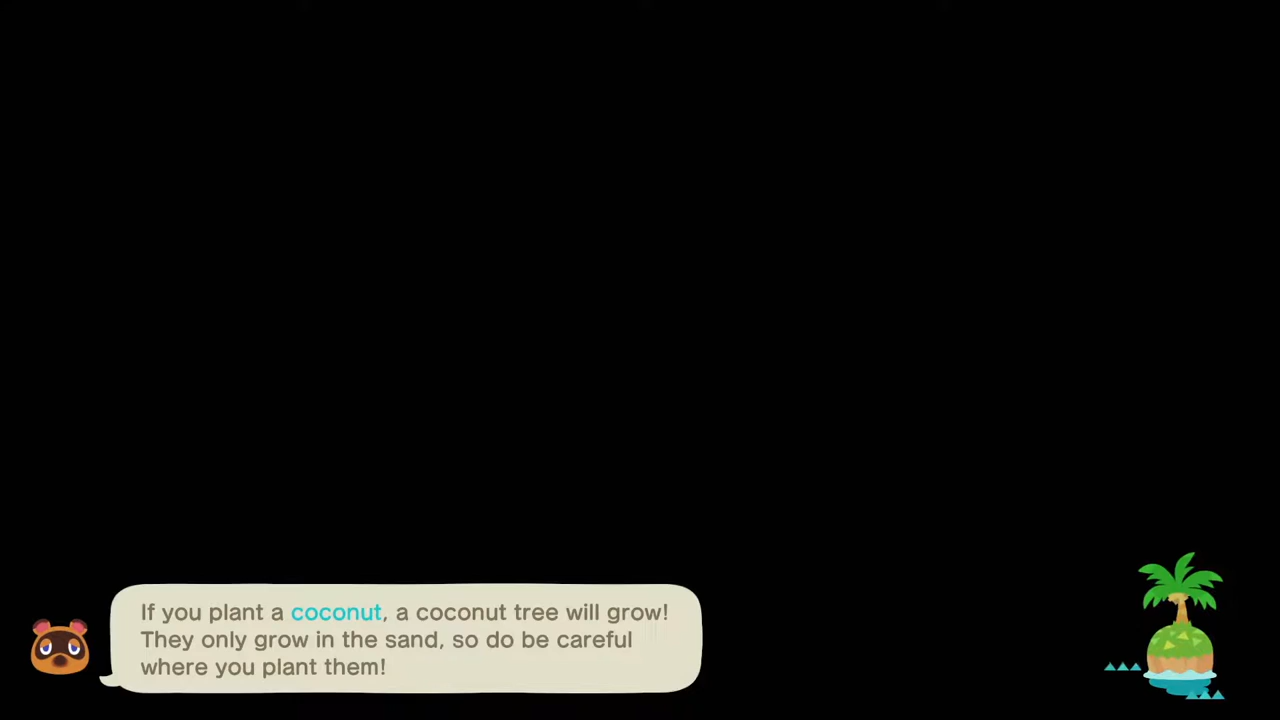 If you plant a coconut, a coconut tree will grow!
They only grow in the sand, so do be careful
where you plant them!